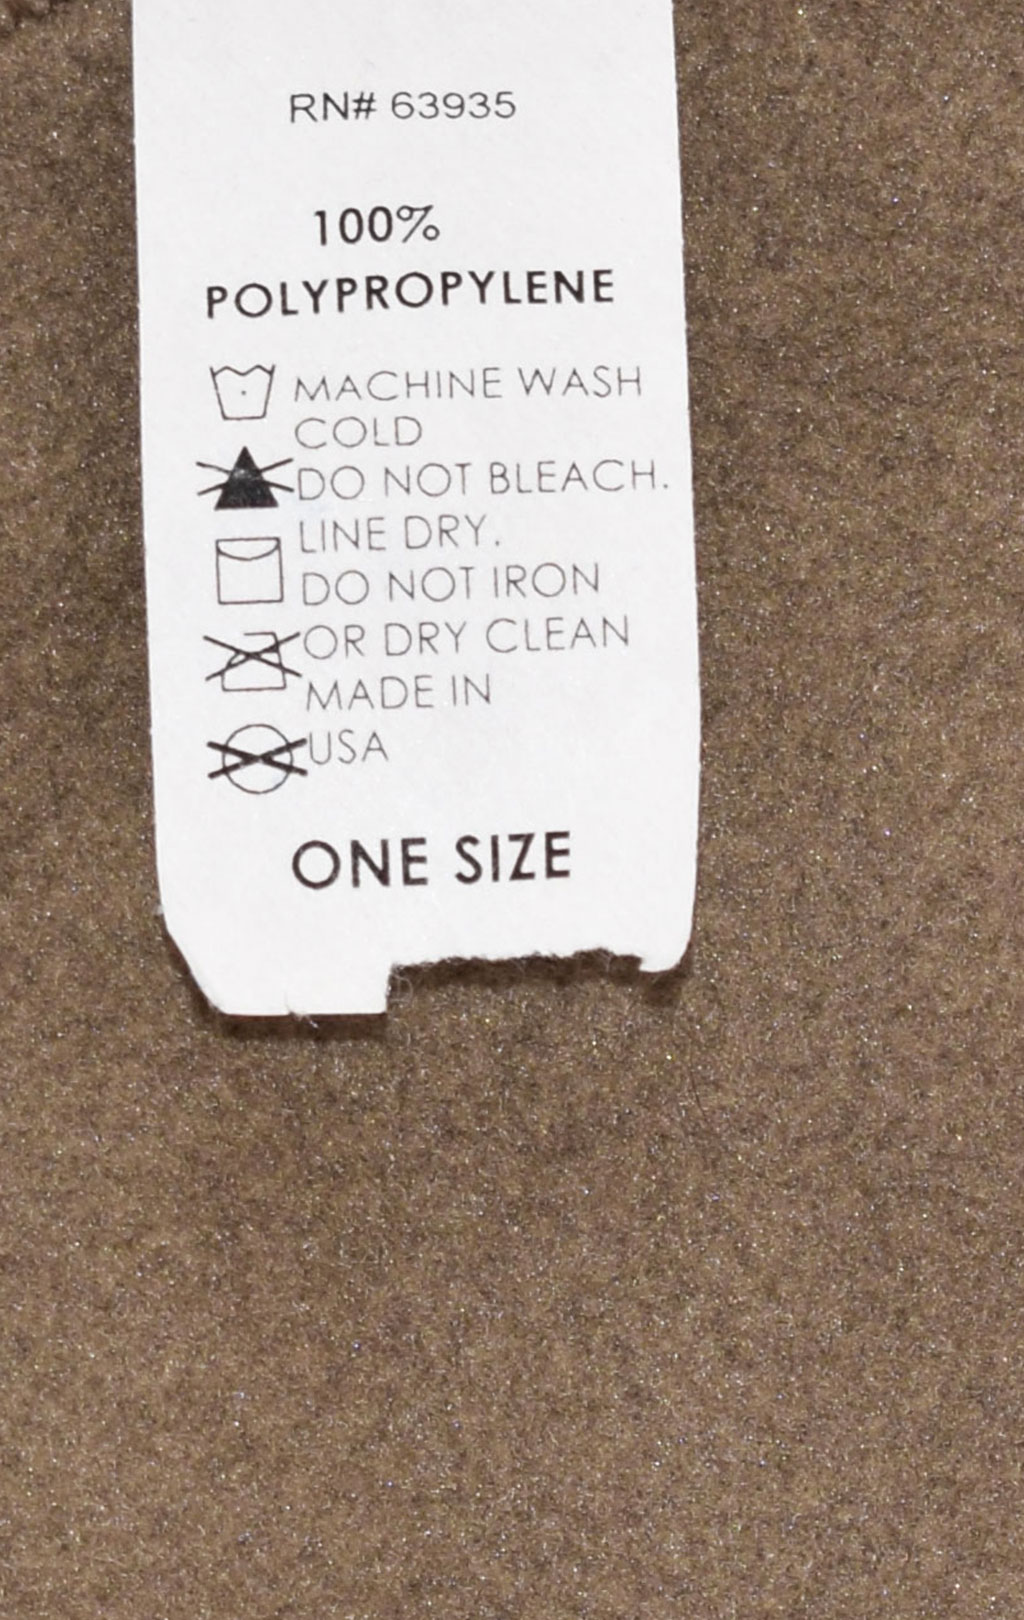 RN# 63935
100%
POLYPROPYLENE
MACHINE WASH
COLD
DO NOT BLEACH.
LINE DRY.
DO NOT IRON
OR DRY CLEAN
MADE IN
USA
ONE SIZE